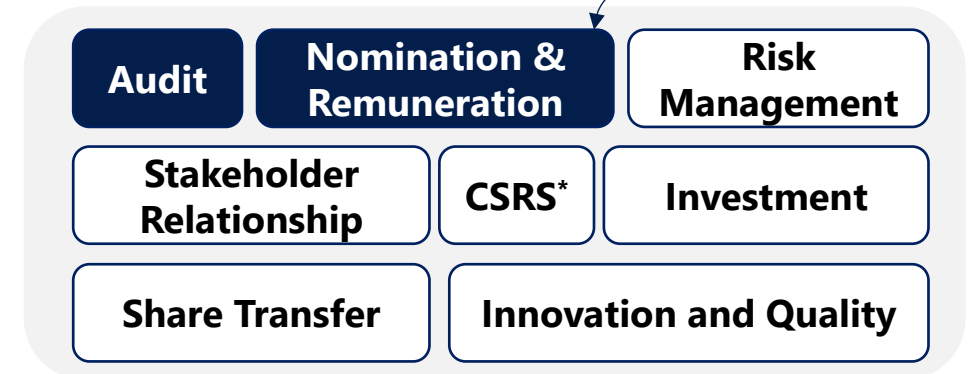 Audit
Nomination &
Remuneration
Risk
Management
Stakeholder
Relationship
CSRS*
Investment
Share Transfer
Innovation and Quality